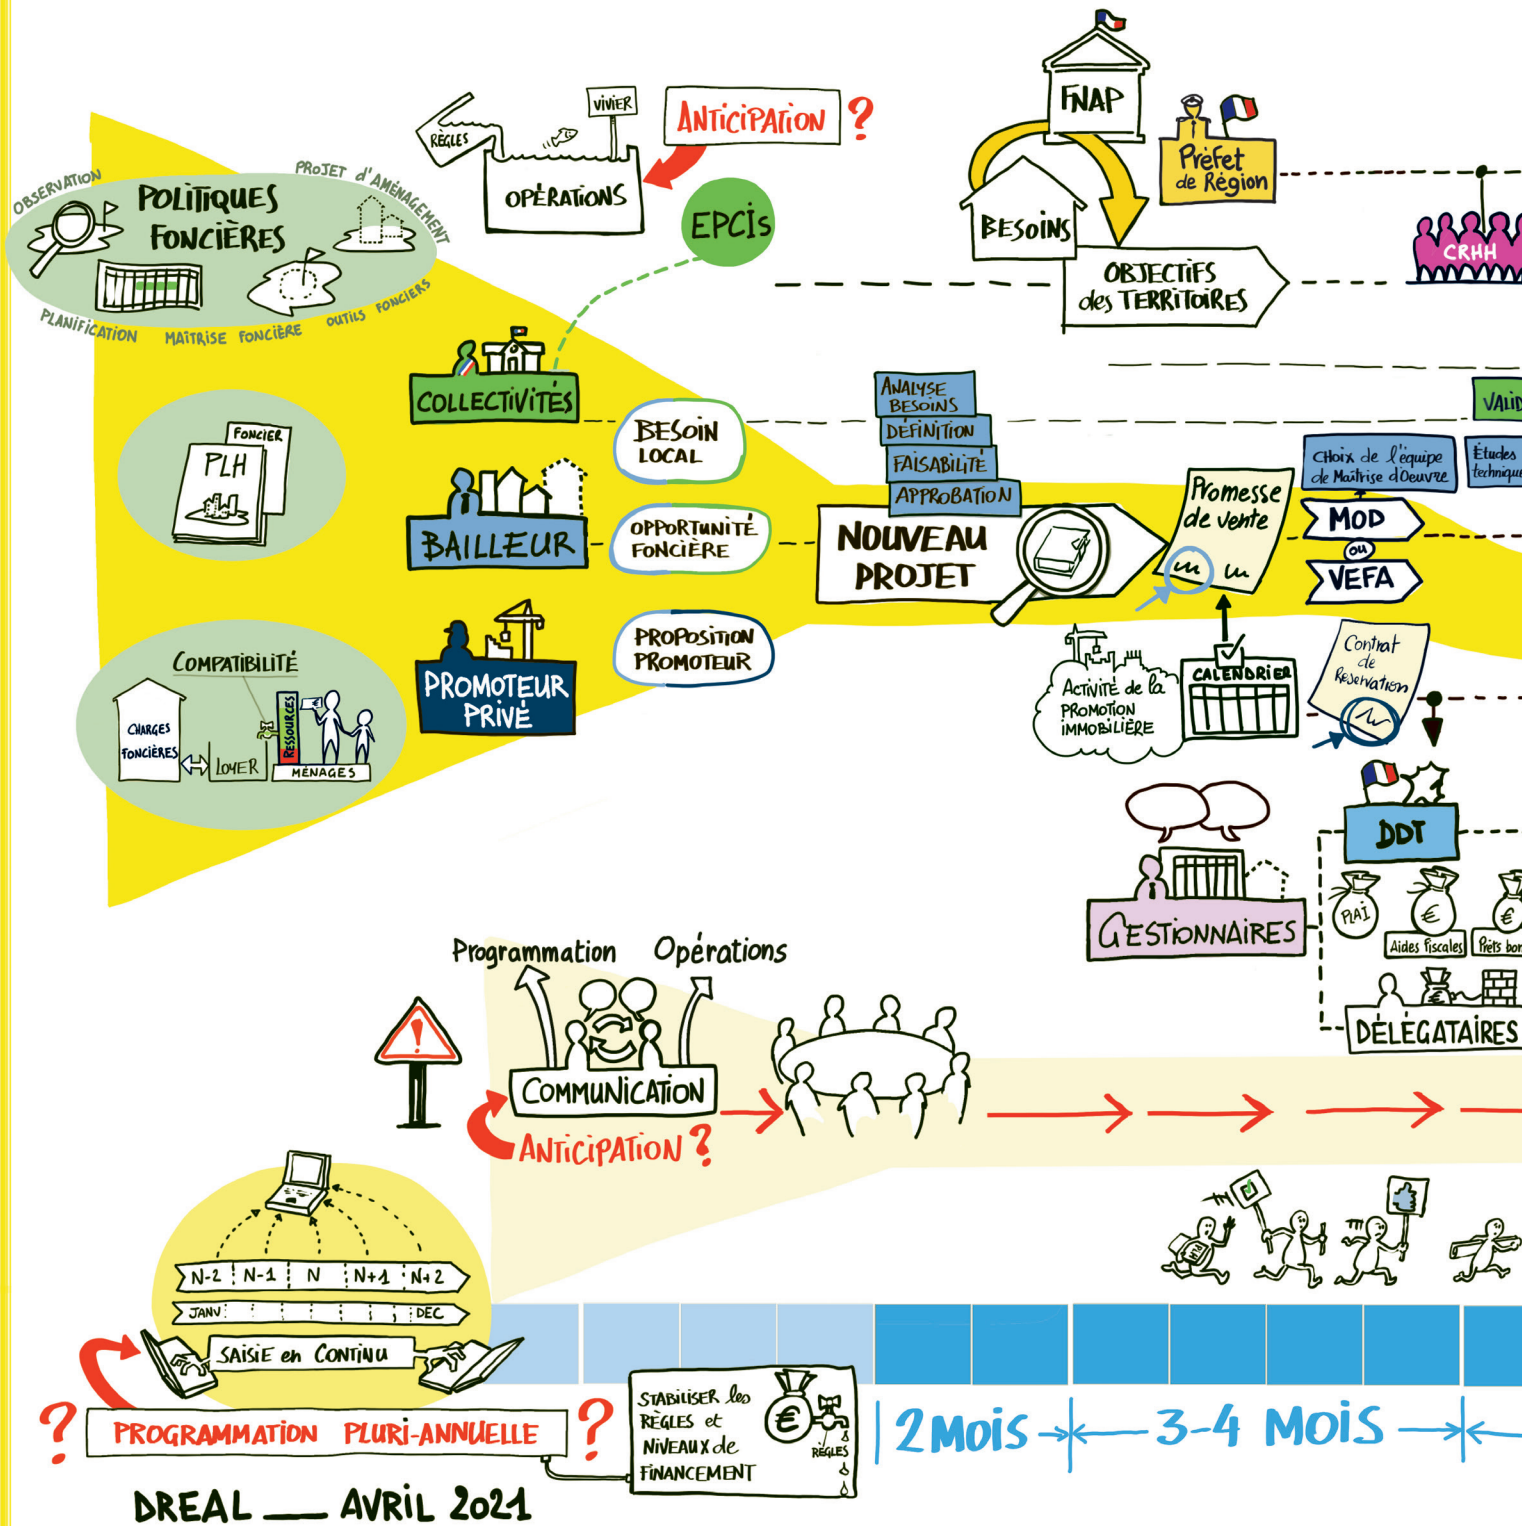 OBSERVATION
PROJET d'AMÉNAGEMENT
POLITIQUES
FONCIÈRES
PLANIFICATION
MAÎTRISE FONCIÈRE
OUTILS FONCIERS
RÈGLES
VIVIER
OPÉRATIONS
ANTICIPATION ?
EPCIs
FNAP
BESOINS
OBJECTIFS
des TERRITOIRES
Préfet
de Région
CRHH
FONCIER
PLH
COLLECTIVITÉS
BESOIN
LOCAL
BAILLEUR
OPPORTUNITÉ
FONCIÈRE
PROMOTEUR
PRIVÉ
PROPOSITION
PROMOTEUR
COMPATIBILITÉ
CHARGES
FONCIÈRES
LOYER
RESSOURCES
MÉNAGES
ANALYSE
BESOINS
DÉFINITION
FAISABILITÉ
APPROBATION
NOUVEAU
PROJET
Promesse
de vente
VALID
CHOIX de l'équipe
de Maîtrise d'Oeuvre
Études
technique
MOD
ou
VEFA
ACTIVITÉ de la
PROMOTION
IMMOBILIÈRE
CALENDRIER
Contrat
de
Réservation
GESTIONNAIRES
DDT
PLAI
€
Aides fiscales
€
Prêts bon
€
DÉLÉGATAIRES
Programmation
Opérations
!
COMMUNICATION
ANTICIPATION ?
N-2 N-1 N N+1 N+2
JANV DEC
SAISIE en CONTINU
? PROGRAMMATION PLURI-ANNUELLE ?
STABILISER les
RÈGLES et
NIVEAUX de
FINANCEMENT
€
RÈGLES
2 MOIS
3-4 MOIS
DREAL __ AVRIL 2021